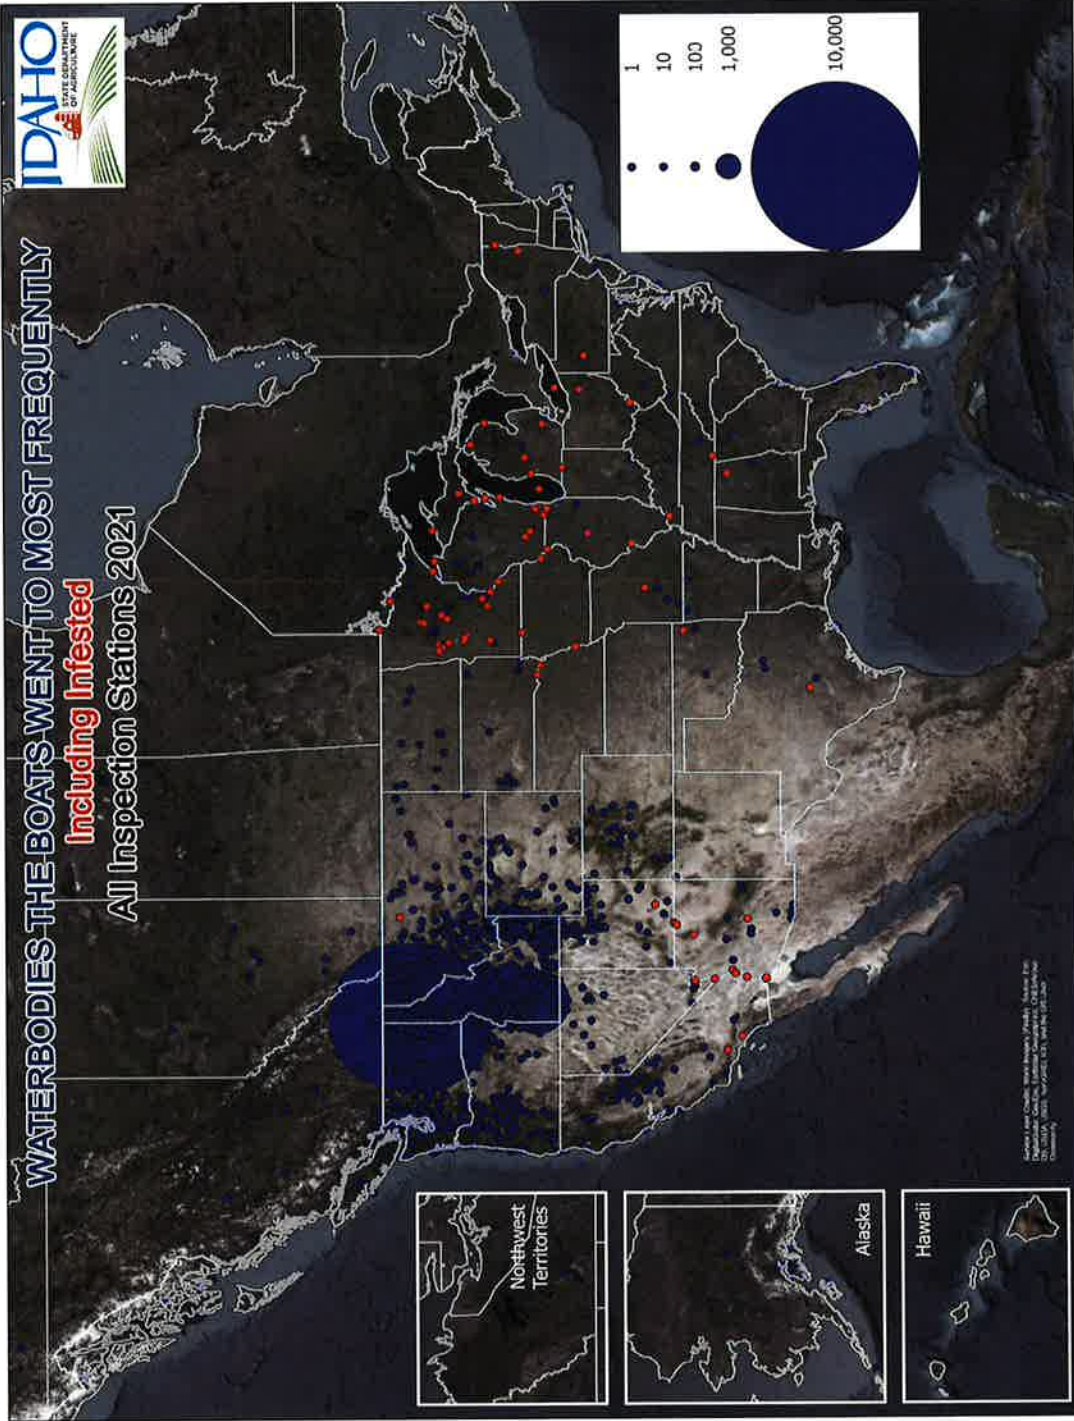 WATERBODIES THE BOATS WENT TO MOST FREQUENTLY
Including Infested
All Inspection Stations 2021
IDAHO
STATE DEPARTMENT
OF AGRICULTURE
1
10
100
1,000
10,000
Northwest
Territories
Alaska
Hawaii